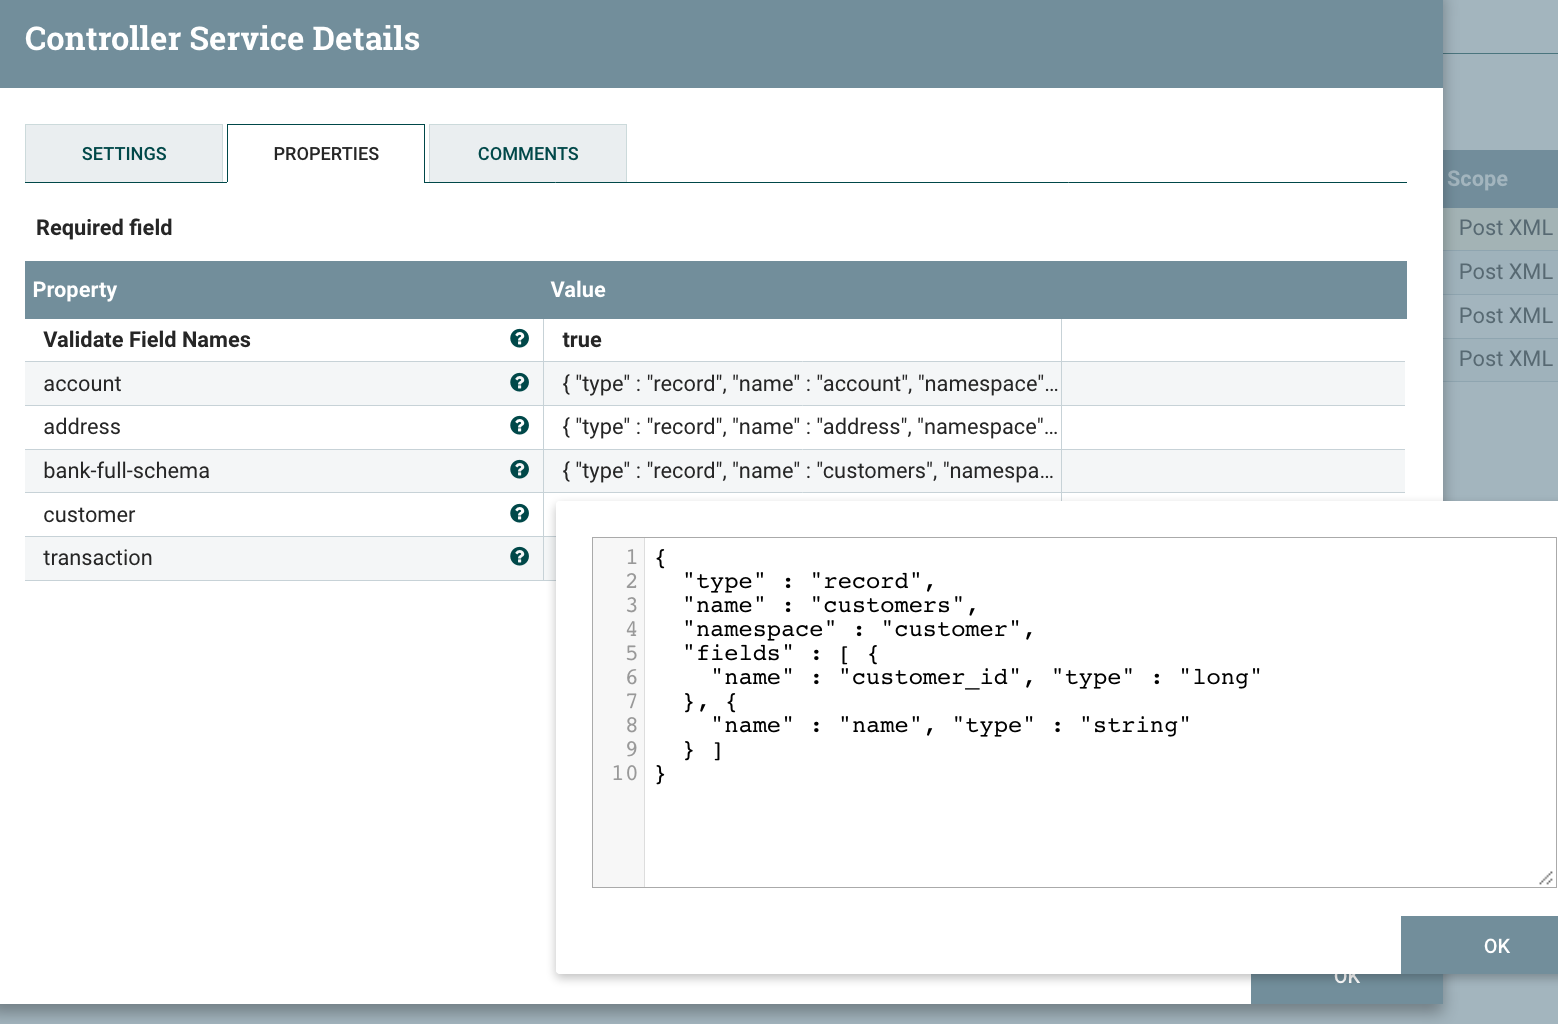 Controller Service Details
SETTINGS PROPERTIES COMMENTS
Scope
Post XML
Post XML
Post XML
Post XML
Required field
Property Value
Validate Field Names true
account { "type" : "record", "name" : "account", "namespace"...
address { "type" : "record", "name" : "address", "namespace"...
bank-full-schema { "type" : "record", "name" : "customers", "namespa...
customer
transaction
1 {
2 "type" : "record",
3 "name" : "customers",
4 "namespace" : "customer",
5 "fields" : [ {
6 "name" : "customer_id", "type" : "long"
7 }, {
8 "name" : "name", "type" : "string"
9 } ]
10 }
OK
OK